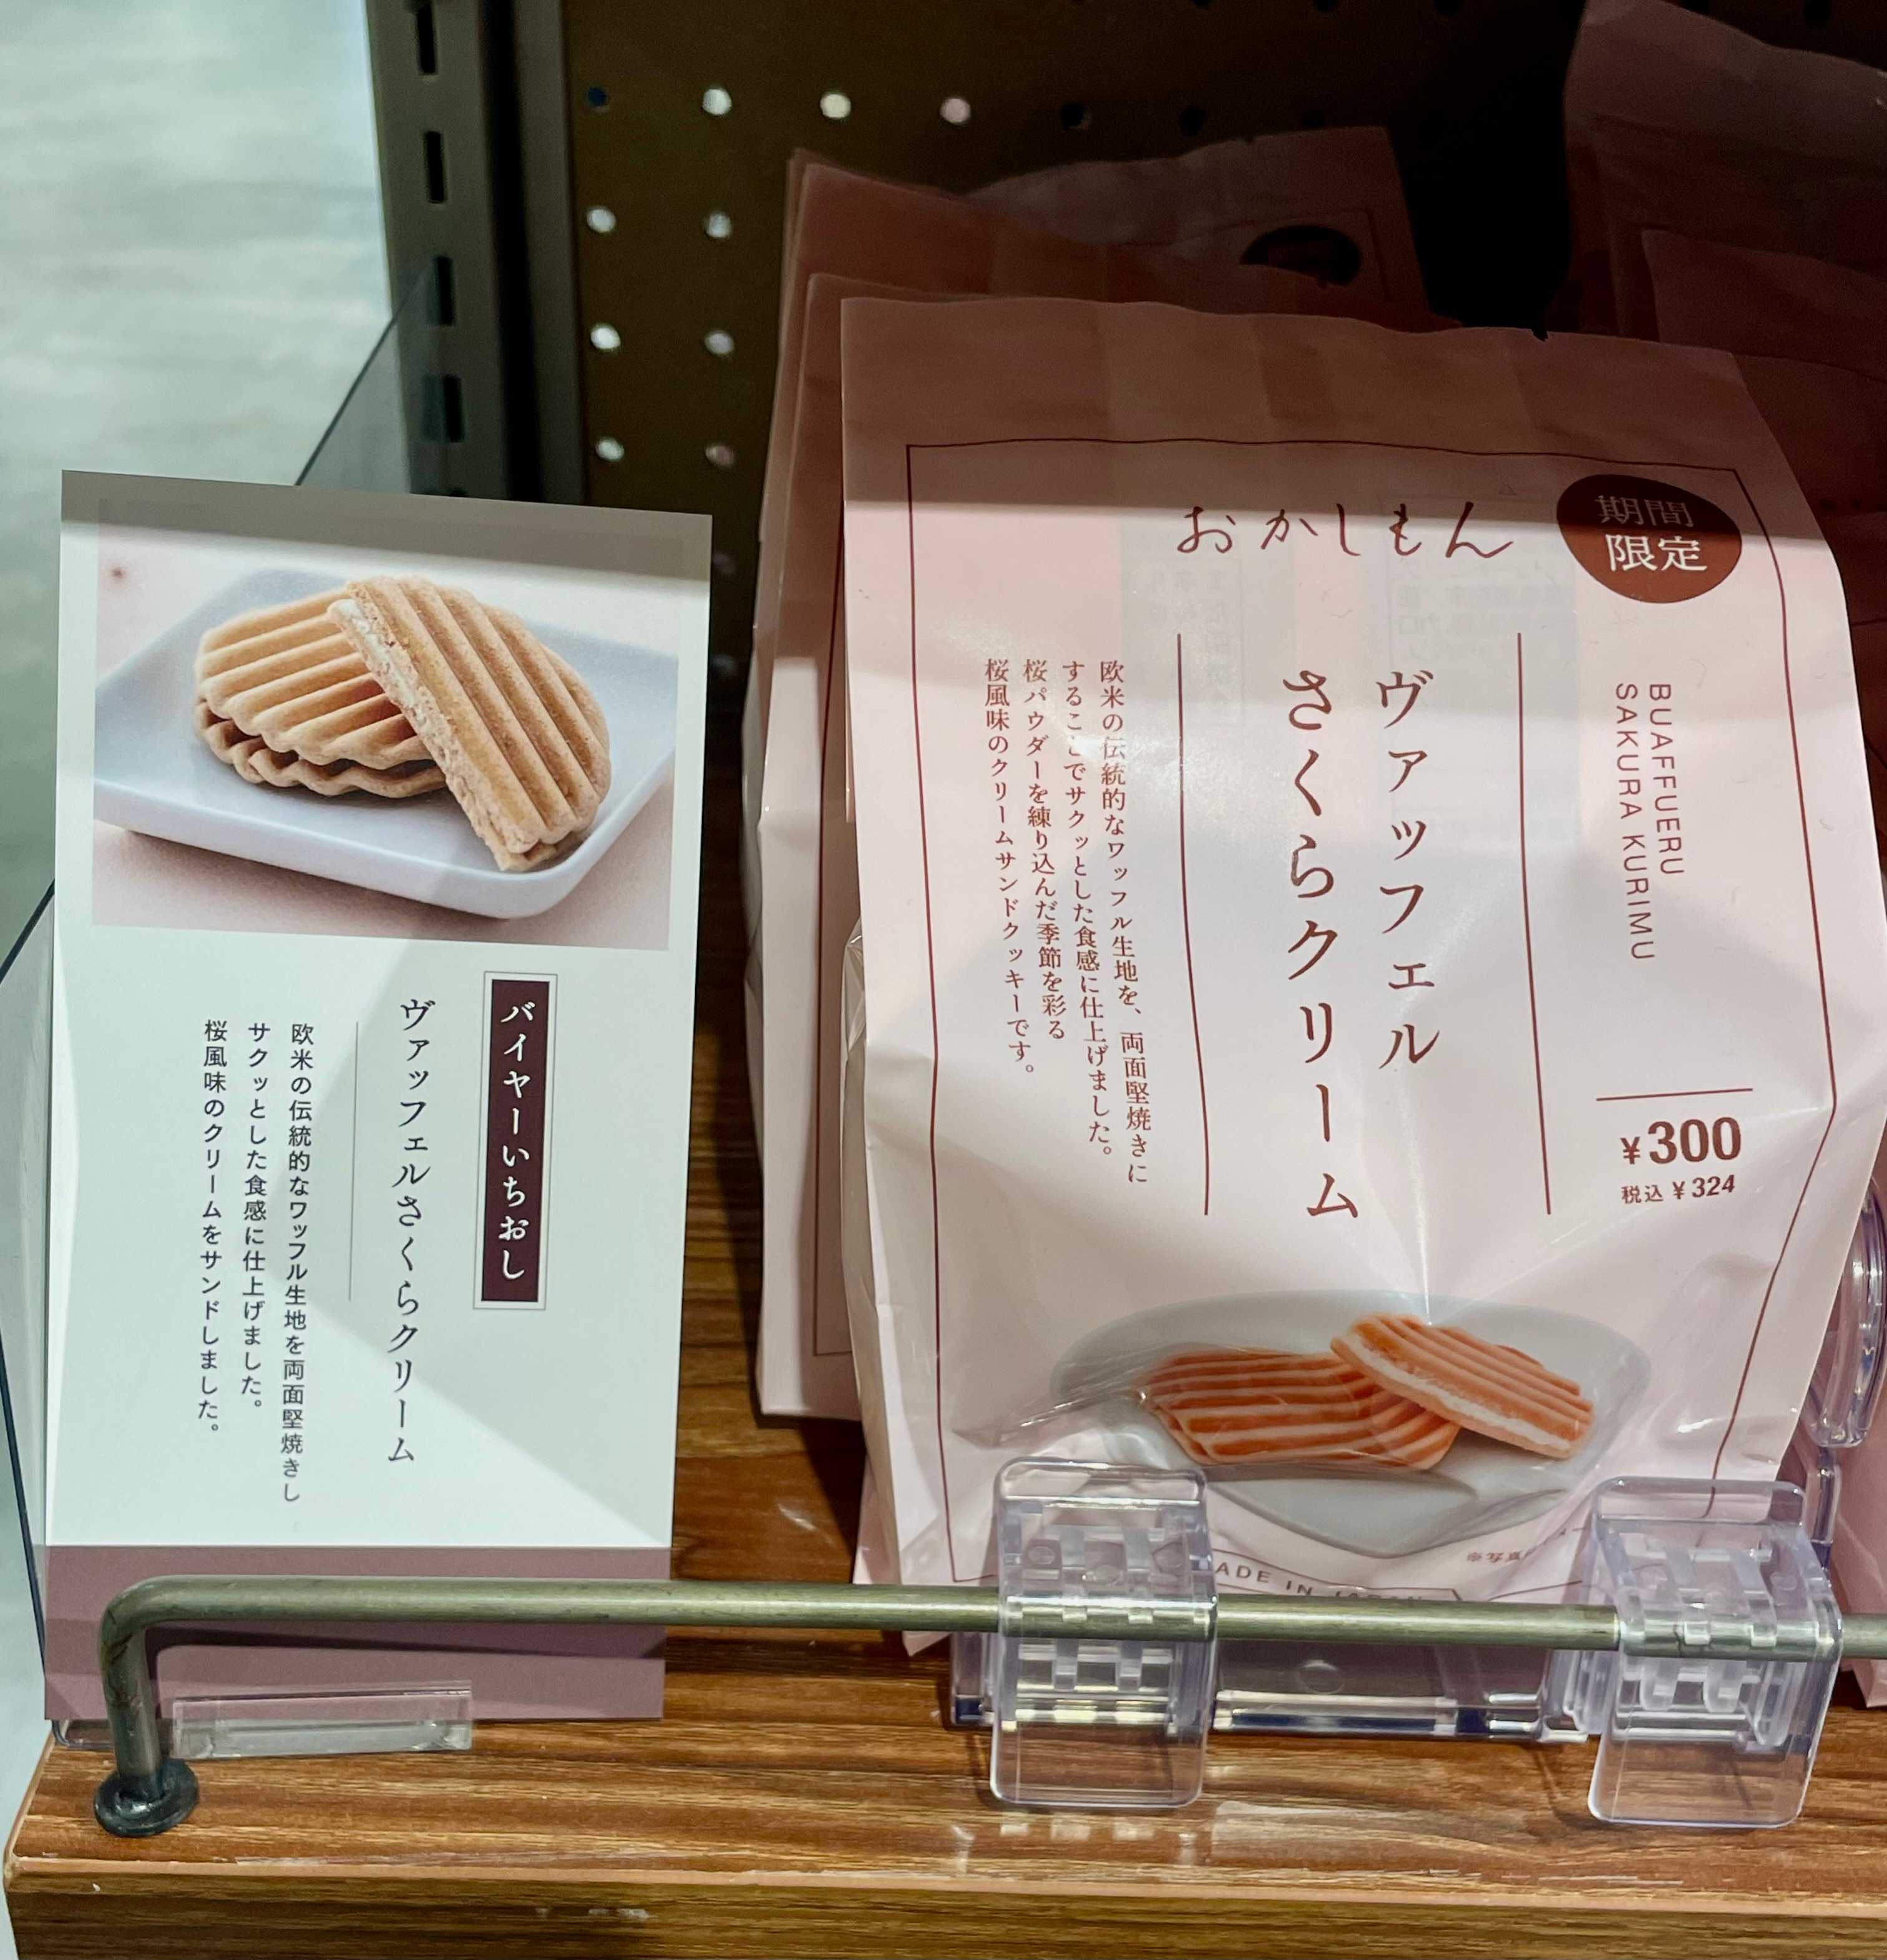 バイヤーいちおし
ヴァッフェルさくらクリーム
欧米の伝統的なワッフル生地を両面堅焼きし
サクッとした食感に仕上げました。
桜風味のクリームをサンドしました。
おかしもん
期間
限定
BUAFFUERU
SAKURA KURIMU
¥300
税込 ¥324
ヴァッフェル
さくらクリーム
欧米の伝統的なワッフル生地を、両面堅焼きに
することでサクッとした食感に仕上げました。
桜パウダーを練り込んだ季節を彩る
桜風味のクリームサンドクッキーです。
※写真
MADE IN JAPAN